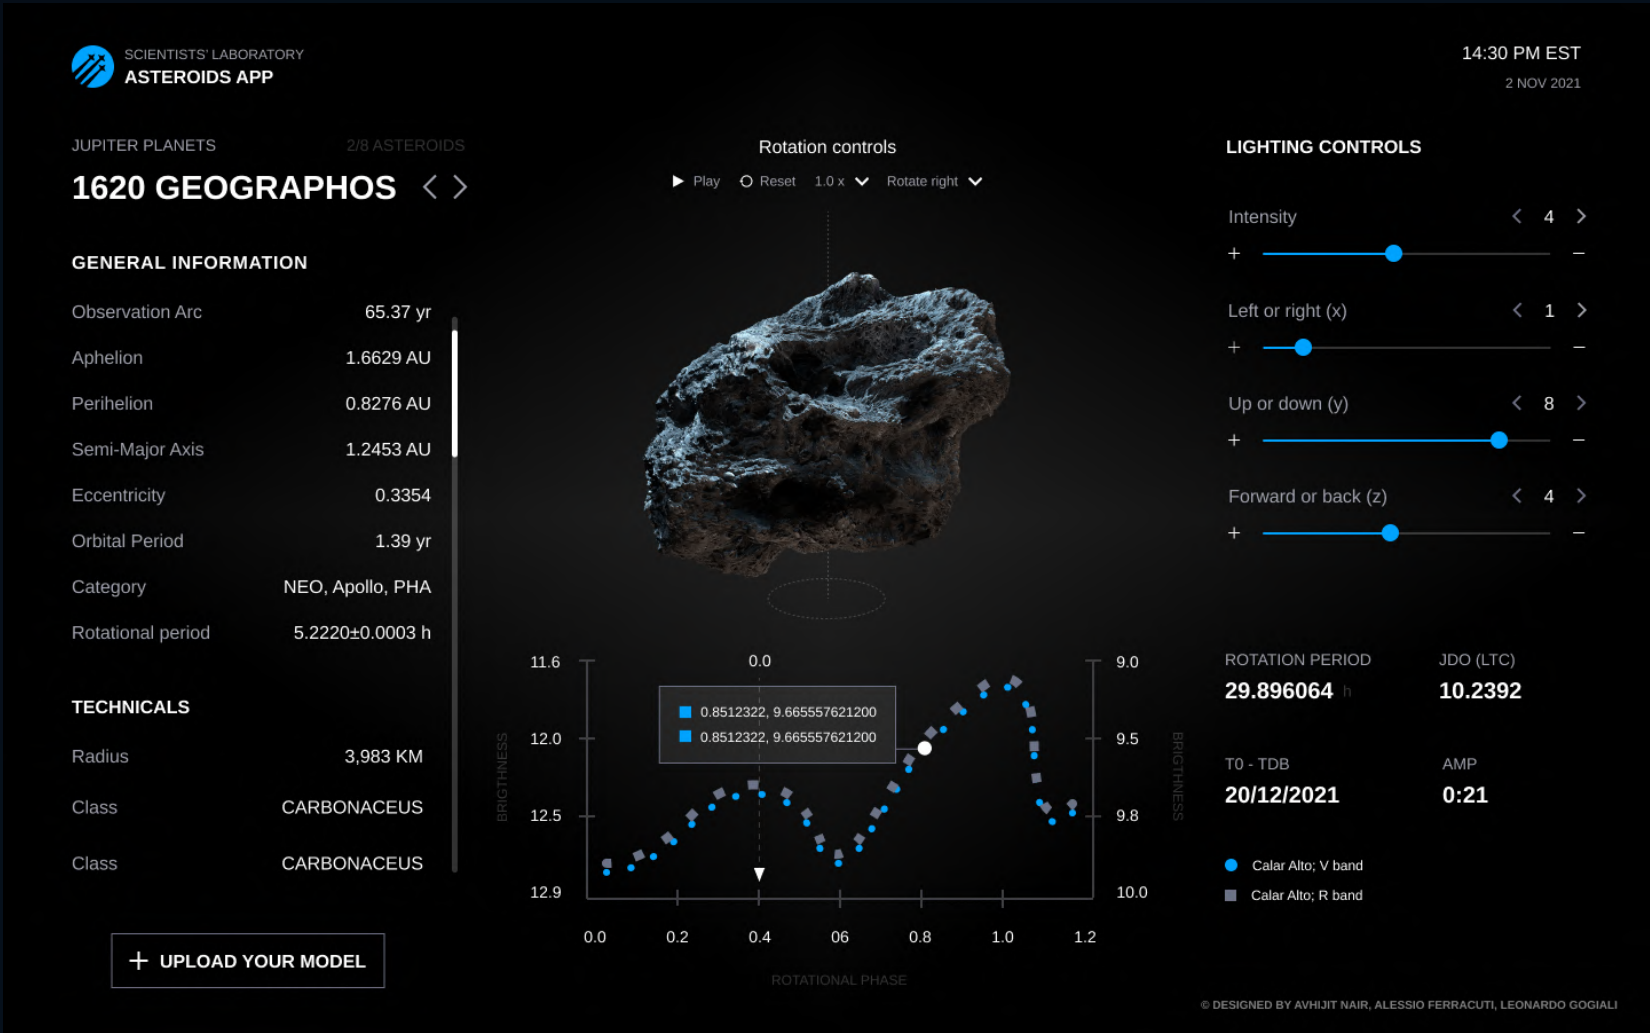 SCIENTISTS' LABORATORY
ASTEROIDS APP
14:30 PM EST
2 NOV 2021
JUPITER PLANETS
2/8 ASTEROIDS
1620 GEOGRAPHOS
GENERAL INFORMATION
Observation Arc 65.37 yr
Aphelion 1.6629 AU
Perihelion 0.8276 AU
Semi-Major Axis 1.2453 AU
Eccentricity 0.3354
Orbital Period 1.39 yr
Category NEO, Apollo, PHA
Rotational period 5.2220±0.0003 h
TECHNICALS
Radius 3,983 KM
Class CARBONACEUS
Class CARBONACEUS
+ UPLOAD YOUR MODEL
Rotation controls
Play Reset 1.0 x Rotate right
0.0
0.8512322, 9.665557621200
0.8512322, 9.665557621200
BRIGTHNESS
11.6
12.0
12.5
12.9
9.0
9.5
9.8
10.0
BRIGTHNESS
0.0 0.2 0.4 06 0.8 1.0 1.2
ROTATIONAL PHASE
LIGHTING CONTROLS
Intensity 4
+ −
Left or right (x) 1
+ −
Up or down (y) 8
+ −
Forward or back (z) 4
+ −
ROTATION PERIOD
29.896064 h
JDO (LTC)
10.2392
T0 - TDB
20/12/2021
AMP
0:21
Calar Alto; V band
Calar Alto; R band
© DESIGNED BY AVHIJIT NAIR, ALESSIO FERRACUTI, LEONARDO GOGIALI